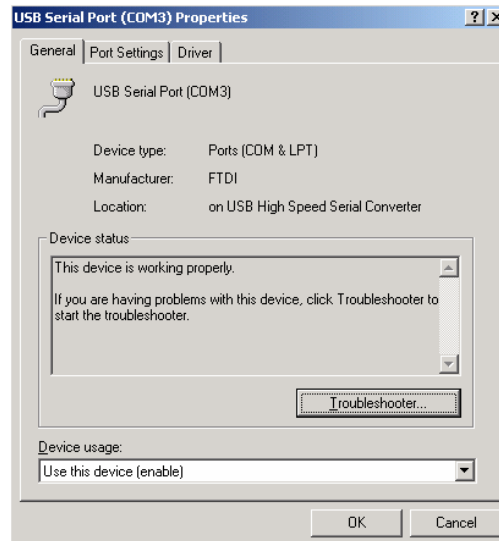 USB Serial Port (COM3) Properties
General
Port Settings
Driver
USB Serial Port (COM3)
Device type: Ports (COM & LPT)
Manufacturer: FTDI
Location: on USB High Speed Serial Converter
Device status
This device is working properly.
If you are having problems with this device, click Troubleshooter to
start the troubleshooter.
Troubleshooter...
Device usage:
Use this device (enable)
OK
Cancel